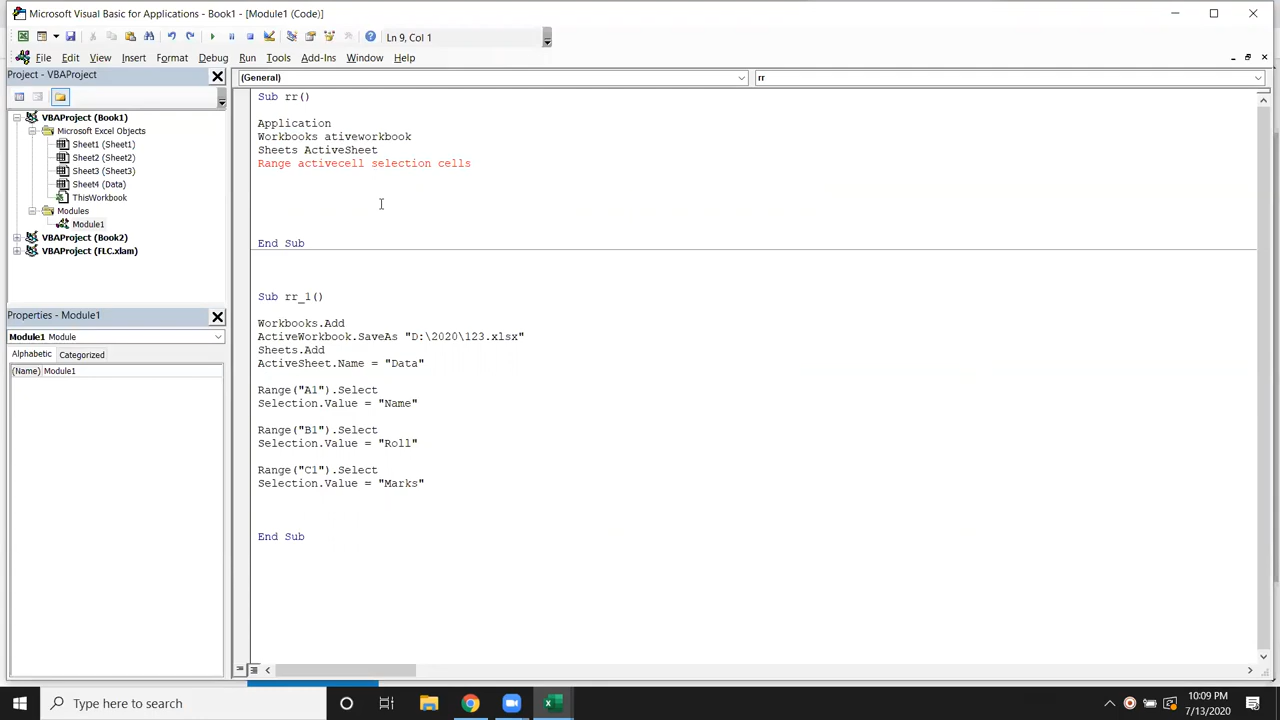 Microsoft Visual Basic for Applications - Book1 - [Module1 (Code)]
Ln 9, Col 1
File Edit View Insert Format Debug Run Tools Add-Ins Window Help
Project - VBAProject
(General)
rr
VBAProject (Book1)
Microsoft Excel Objects
Sheet1 (Sheet1)
Sheet2 (Sheet2)
Sheet3 (Sheet3)
Sheet4 (Data)
ThisWorkbook
Modules
Module1
VBAProject (Book2)
VBAProject (FLC.xlam)
Properties - Module1
Module1 Module
Alphabetic Categorized
(Name) Module1
Sub rr()
Application
Workbooks ativeworkbook
Sheets ActiveSheet
Range activecell selection cells
End Sub
Sub rr_1()
Workbooks.Add
ActiveWorkbook.SaveAs "D:\2020\123.xlsx"
Sheets.Add
ActiveSheet.Name = "Data"
Range("A1").Select
Selection.Value = "Name"
Range("B1").Select
Selection.Value = "Roll"
Range("C1").Select
Selection.Value = "Marks"
End Sub
Type here to search
10:09 PM
7/13/2020